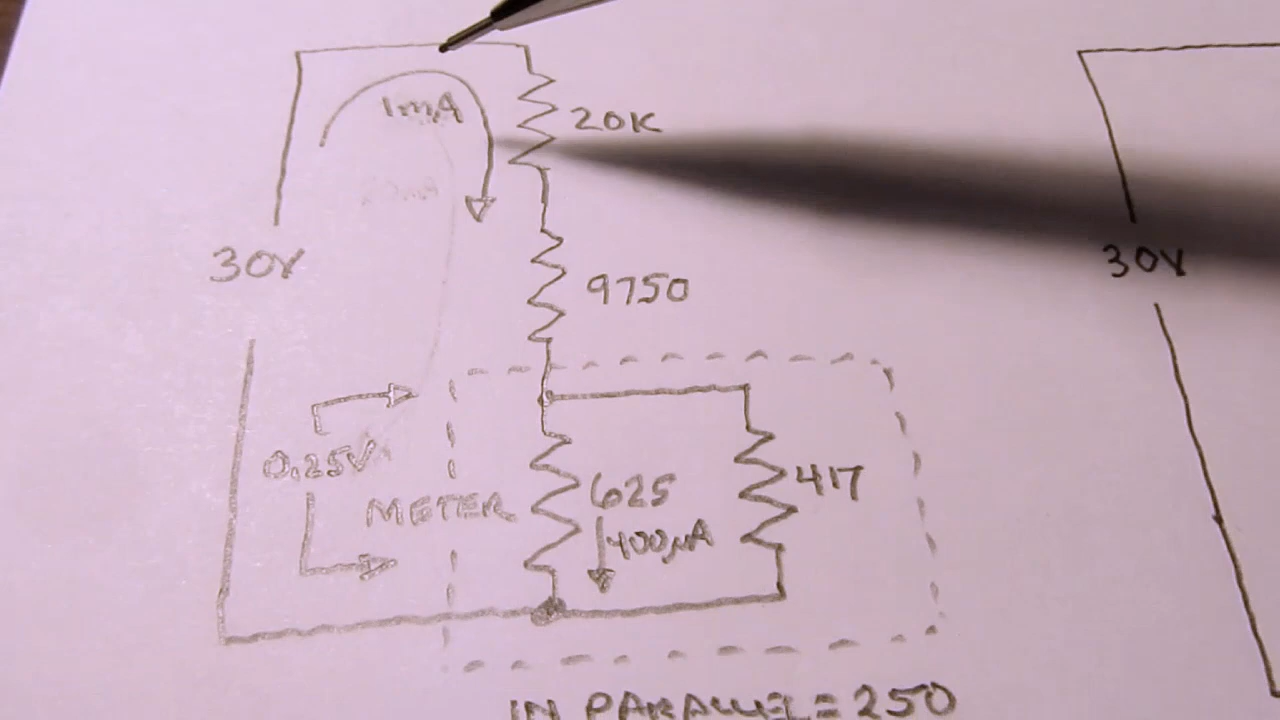 1mA
20K
30V
30V
9750
0.25V
METER
625
417
400µA
IN PARALLEL = 250